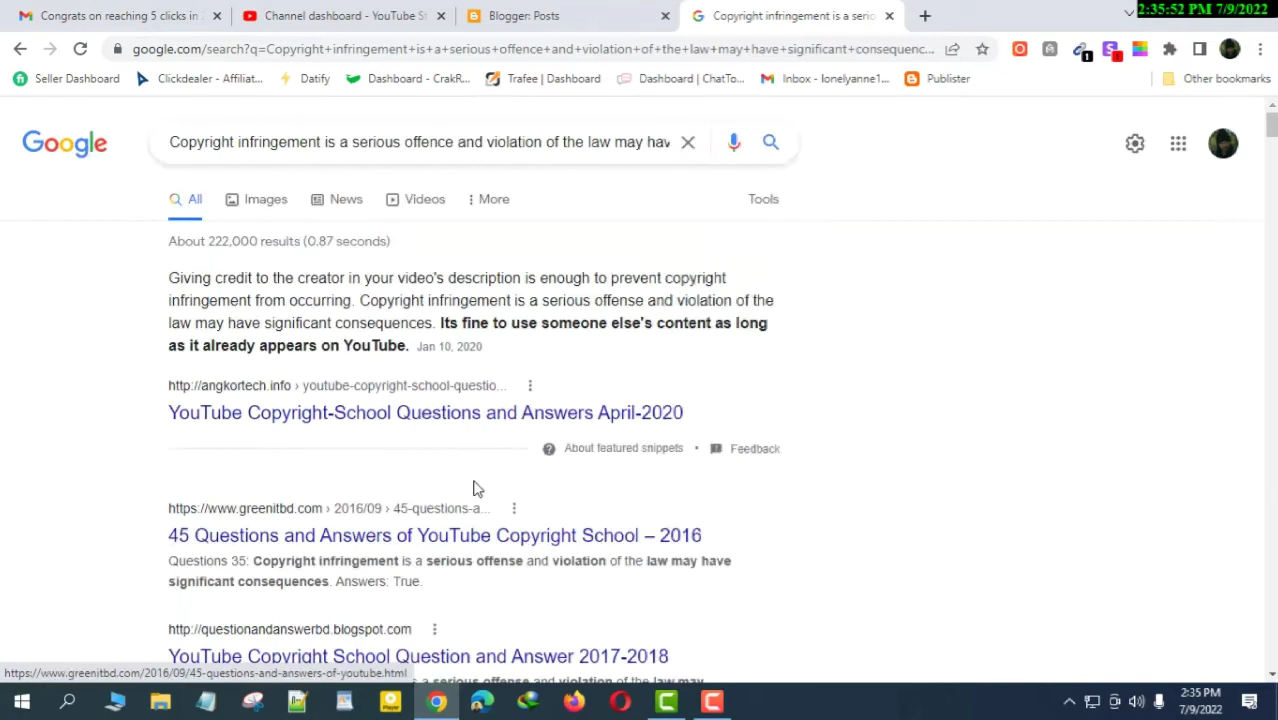 Congrats on reaching 5 clicks in
Channel dashboard - YouTube S
Blogger: Posts
Copyright infringement is a serio
2:35:52 PM 7/9/2022
google.com/search?q=Copyright+infringement+is+a+serious+offence+and+violation+of+the+law+may+have+significant+consequenc...
1
Seller Dashboard
Clickdealer - Affiliat...
Datify
Dashboard - CrakR...
Trafee | Dashboard
Dashboard | ChatTo...
Inbox - lonelyanne1...
Publister
Other bookmarks
Google
Copyright infringement is a serious offence and violation of the law may hav
All
Images
News
Videos
More
Tools
About 222,000 results (0.87 seconds)
Giving credit to the creator in your video's description is enough to prevent copyright
infringement from occurring. Copyright infringement is a serious offense and violation of the
law may have significant consequences. Its fine to use someone else's content as long
as it already appears on YouTube. Jan 10, 2020
http://angkortech.info › youtube-copyright-school-questio...
YouTube Copyright-School Questions and Answers April-2020
About featured snippets • Feedback
https://www.greenitbd.com › 2016/09 › 45-questions-a...
45 Questions and Answers of YouTube Copyright School – 2016
Questions 35: Copyright infringement is a serious offense and violation of the law may have
significant consequences. Answers: True.
http://questionandanswerbd.blogspot.com
YouTube Copyright School Question and Answer 2017-2018
https://www.greenitbd.com/2016/09/45-questions-and-answers-of-youtube.html
a serious offense and violation of the law may
2:35 PM
7/9/2022